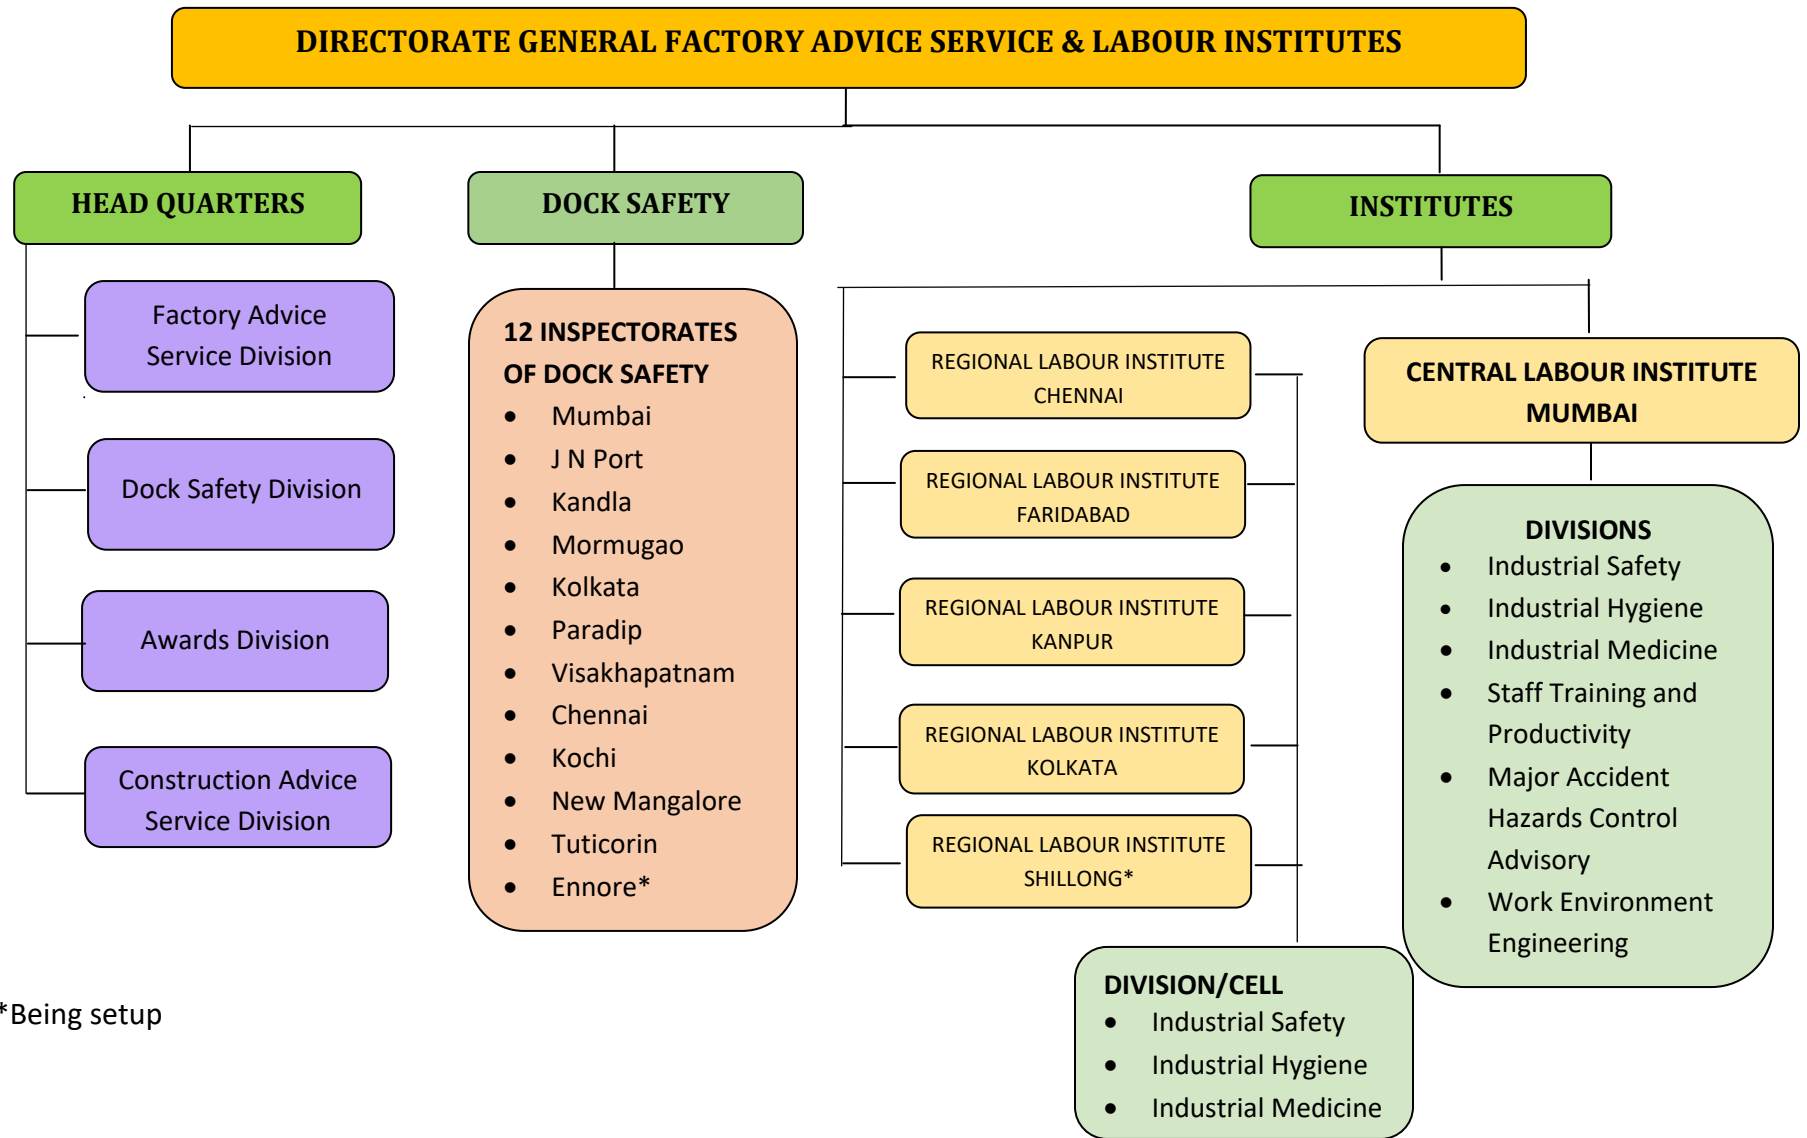 DIRECTORATE GENERAL FACTORY ADVICE SERVICE & LABOUR INSTITUTES
HEAD QUARTERS
Factory Advice
Service Division
Dock Safety Division
Awards Division
Construction Advice
Service Division
DOCK SAFETY
12 INSPECTORATES
OF DOCK SAFETY
• Mumbai
• J N Port
• Kandla
• Mormugao
• Kolkata
• Paradip
• Visakhapatnam
• Chennai
• Kochi
• New Mangalore
• Tuticorin
• Ennore*
INSTITUTES
REGIONAL LABOUR INSTITUTE
CHENNAI
REGIONAL LABOUR INSTITUTE
FARIDABAD
REGIONAL LABOUR INSTITUTE
KANPUR
REGIONAL LABOUR INSTITUTE
KOLKATA
REGIONAL LABOUR INSTITUTE
SHILLONG*
DIVISION/CELL
• Industrial Safety
• Industrial Hygiene
• Industrial Medicine
CENTRAL LABOUR INSTITUTE
MUMBAI
DIVISIONS
• Industrial Safety
• Industrial Hygiene
• Industrial Medicine
• Staff Training and
Productivity
• Major Accident
Hazards Control
Advisory
• Work Environment
Engineering
*Being setup